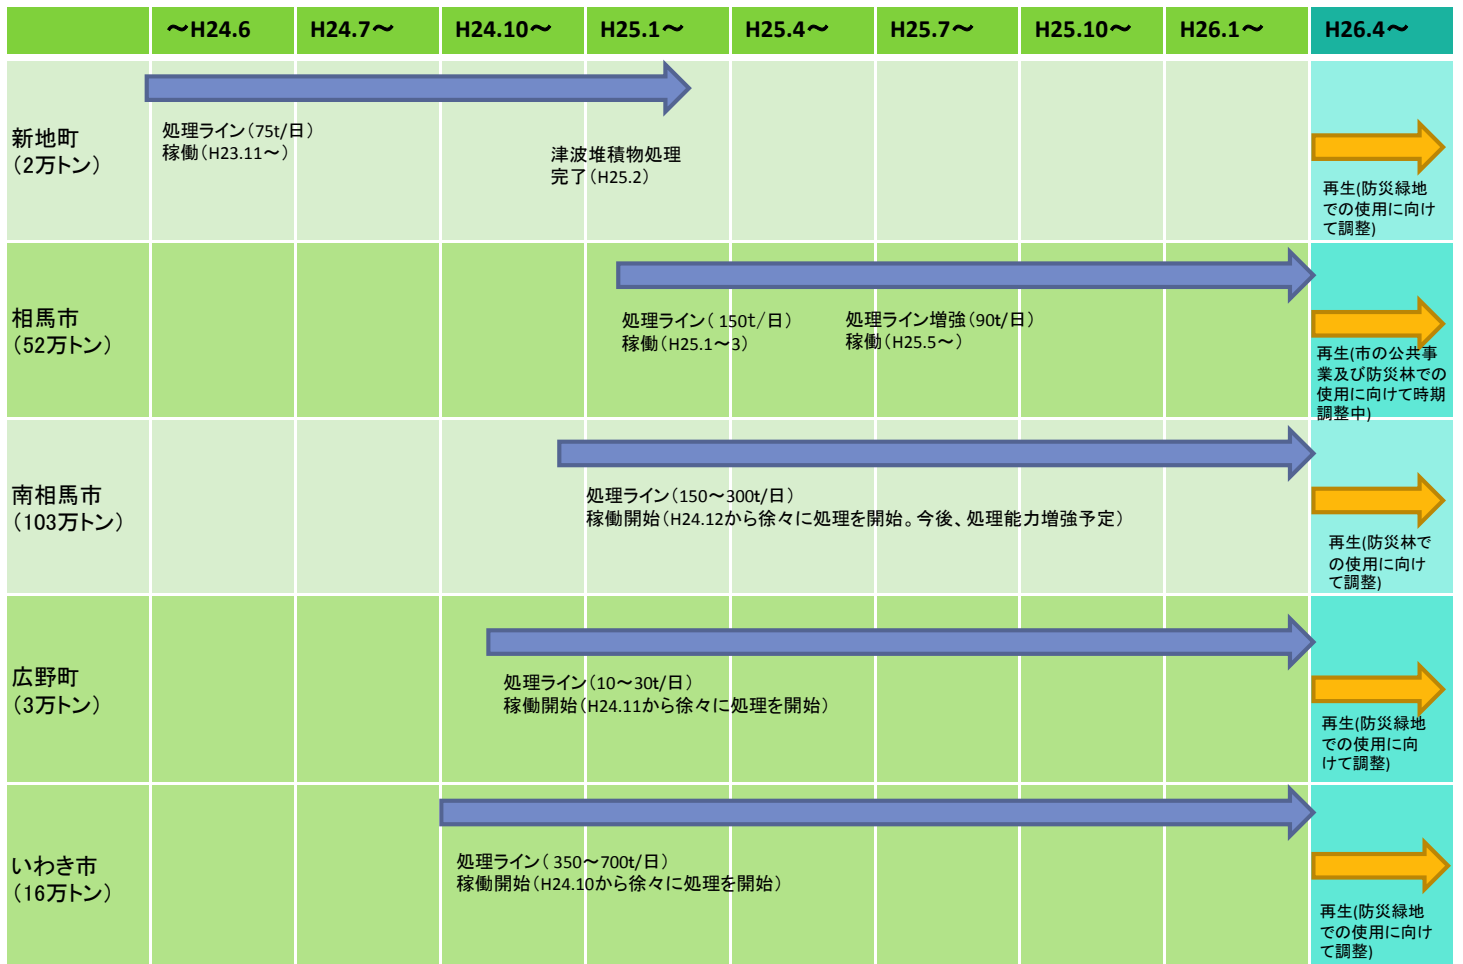 ～H24.6
H24.7～
H24.10～
H25.1～
H25.4～
H25.7～
H25.10～
H26.1～
H26.4～
新地町
（2万トン）
処理ライン（75t/日）
稼働（H23.11～）
津波堆積物処理
完了（H25.2）
再生(防災緑地
での使用に向け
て調整)
相馬市
（52万トン）
処理ライン（ 150t/日）
稼働（H25.1～3）
処理ライン増強（90t/日）
稼働（H25.5～）
再生(市の公共事
業及び防災林での
使用に向けて時期
調整中)
南相馬市
（103万トン）
処理ライン（150～300t/日）
稼働開始（H24.12から徐々に処理を開始。今後、処理能力増強予定）
再生(防災林で
の使用に向け
て調整)
広野町
（3万トン）
処理ライン（10～30t/日）
稼働開始（H24.11から徐々に処理を開始）
再生(防災緑地
での使用に向
けて調整)
いわき市
（16万トン）
処理ライン（ 350～700t/日）
稼働開始（H24.10から徐々に処理を開始）
再生(防災緑地
での使用に向け
て調整)